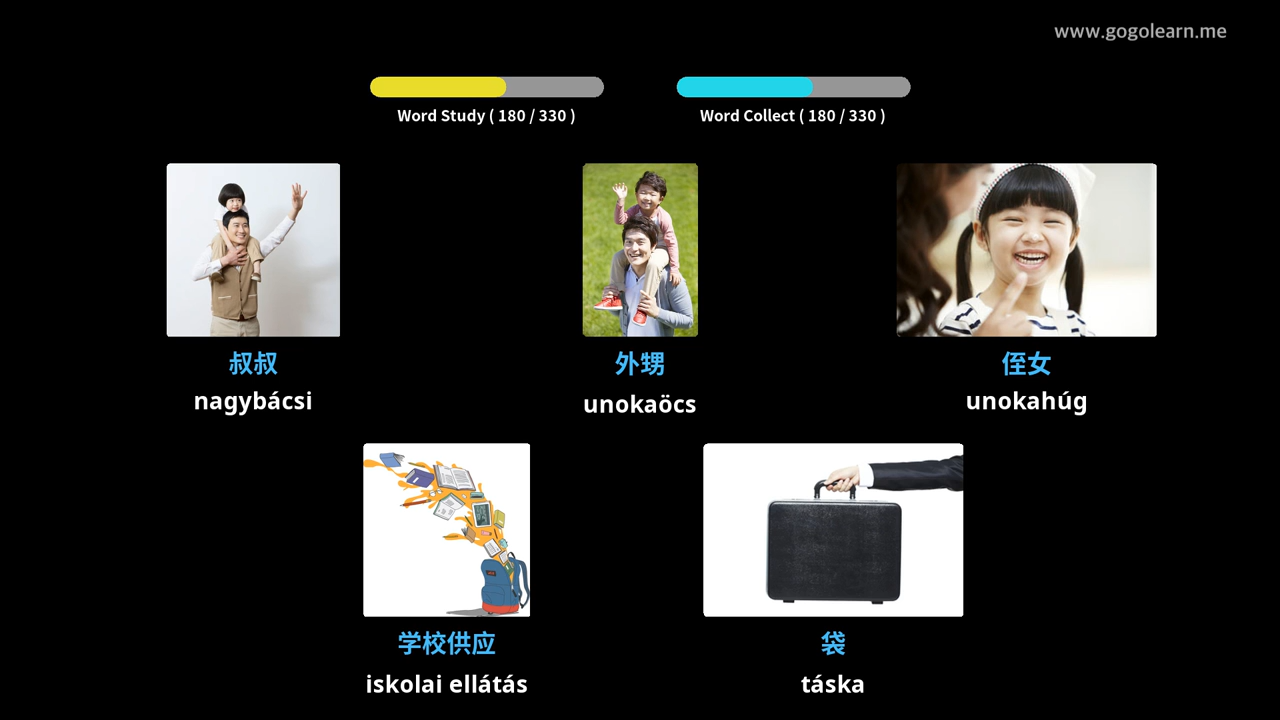 www.gogolearn.me
Word Study ( 180 / 330 )
Word Collect ( 180 / 330 )
叔叔
nagybácsi
外甥
unokaöcs
侄女
unokahúg
学校供应
iskolai ellátás
袋
táska